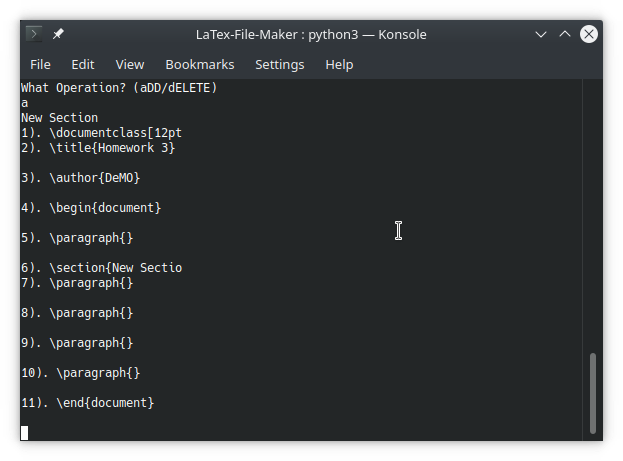 LaTex-File-Maker : python3 — Konsole
File Edit View Bookmarks Settings Help
What Operation? (aDD/dELETE)
a
New Section
1). \documentclass[12pt
2). \title{Homework 3}
3). \author{DeMO}
4). \begin{document}
5). \paragraph{}
6). \section{New Sectio
7). \paragraph{}
8). \paragraph{}
9). \paragraph{}
10). \paragraph{}
11). \end{document}